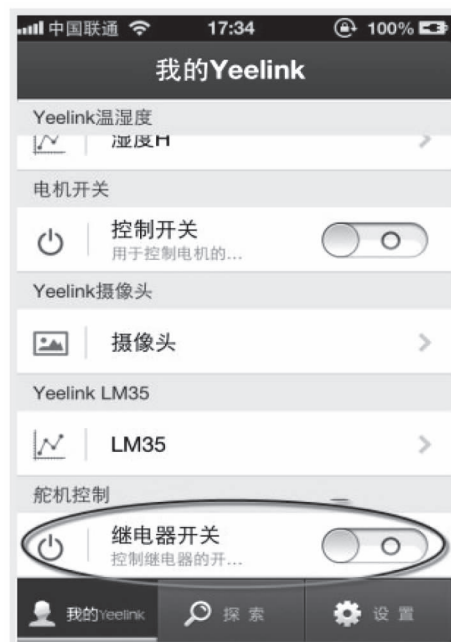 中国联通 17:34 100%
我的Yeelink
Yeelink温湿度
湿度H
电机开关
控制开关
用于控制电机的...
Yeelink摄像头
摄像头
Yeelink LM35
LM35
舵机控制
继电器开关
控制继电器的开...
我的Yeelink 探索 设置